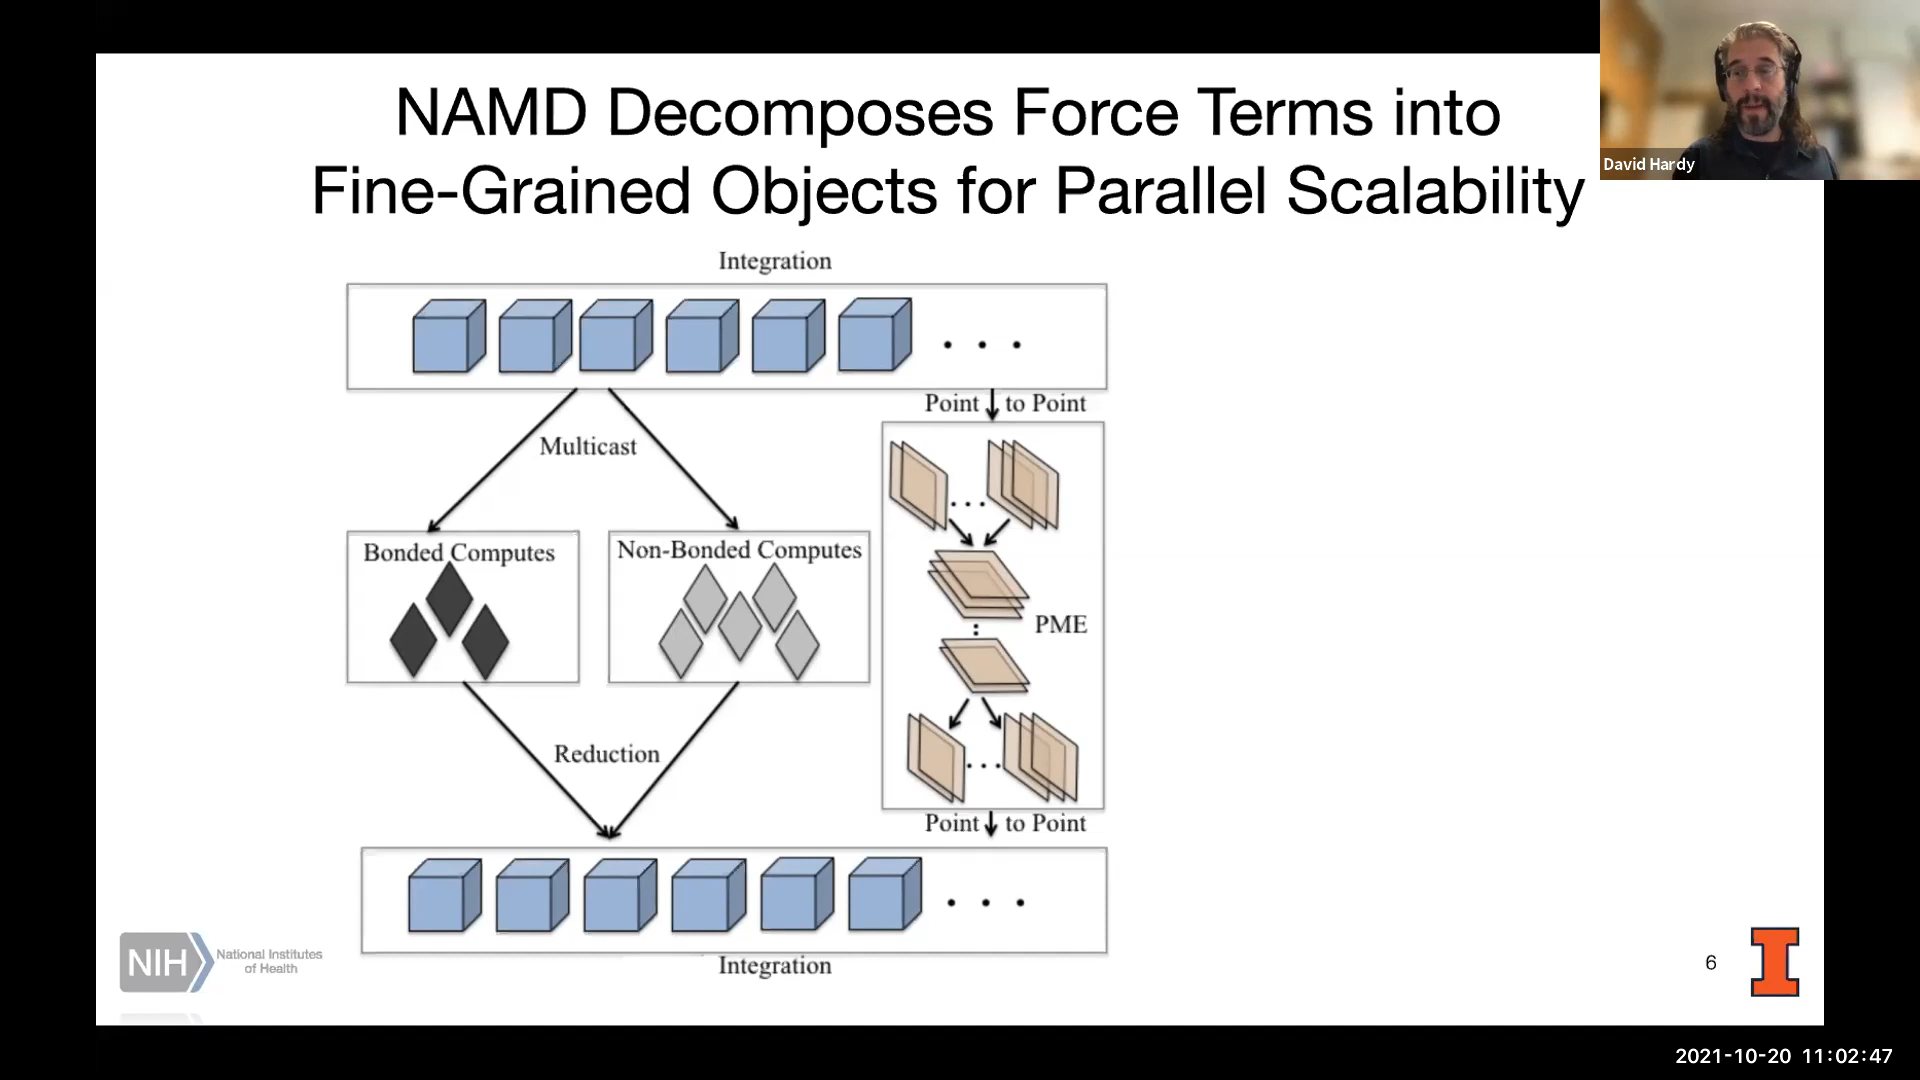 NAMD Decomposes Force Terms into
Fine-Grained Objects for Parallel Scalability
David Hardy
Integration
Point to Point
Multicast
Bonded Computes
Non-Bonded Computes
PME
Reduction
Point to Point
Integration
NIH National Institutes
of Health
6
I
2021-10-20 11:02:47